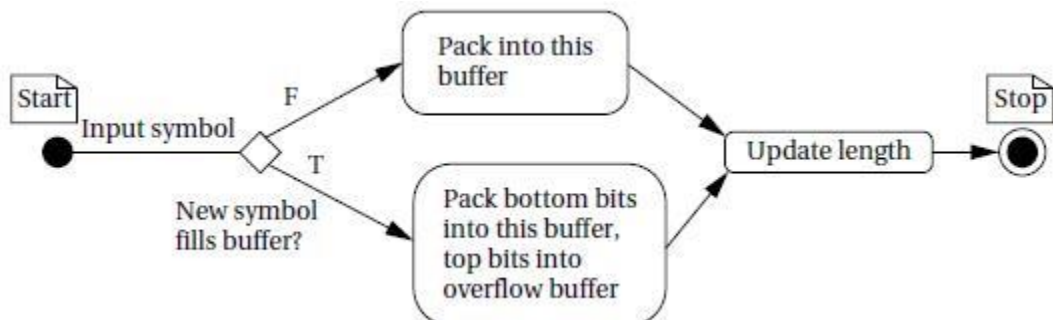 Start
Input symbol
F
T
New symbol
fills buffer?
Pack into this
buffer
Pack bottom bits
into this buffer,
top bits into
overflow buffer
Update length
Stop